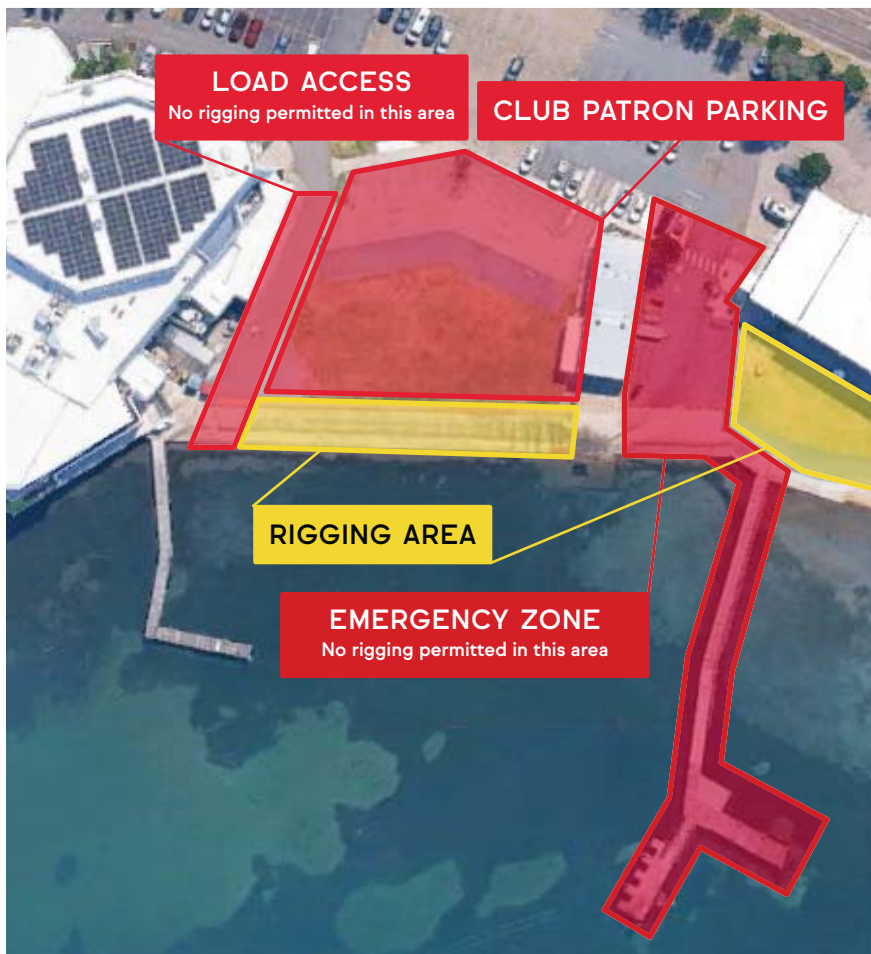 LOAD ACCESS
No rigging permitted in this area
CLUB PATRON PARKING
RIGGING AREA
EMERGENCY ZONE
No rigging permitted in this area